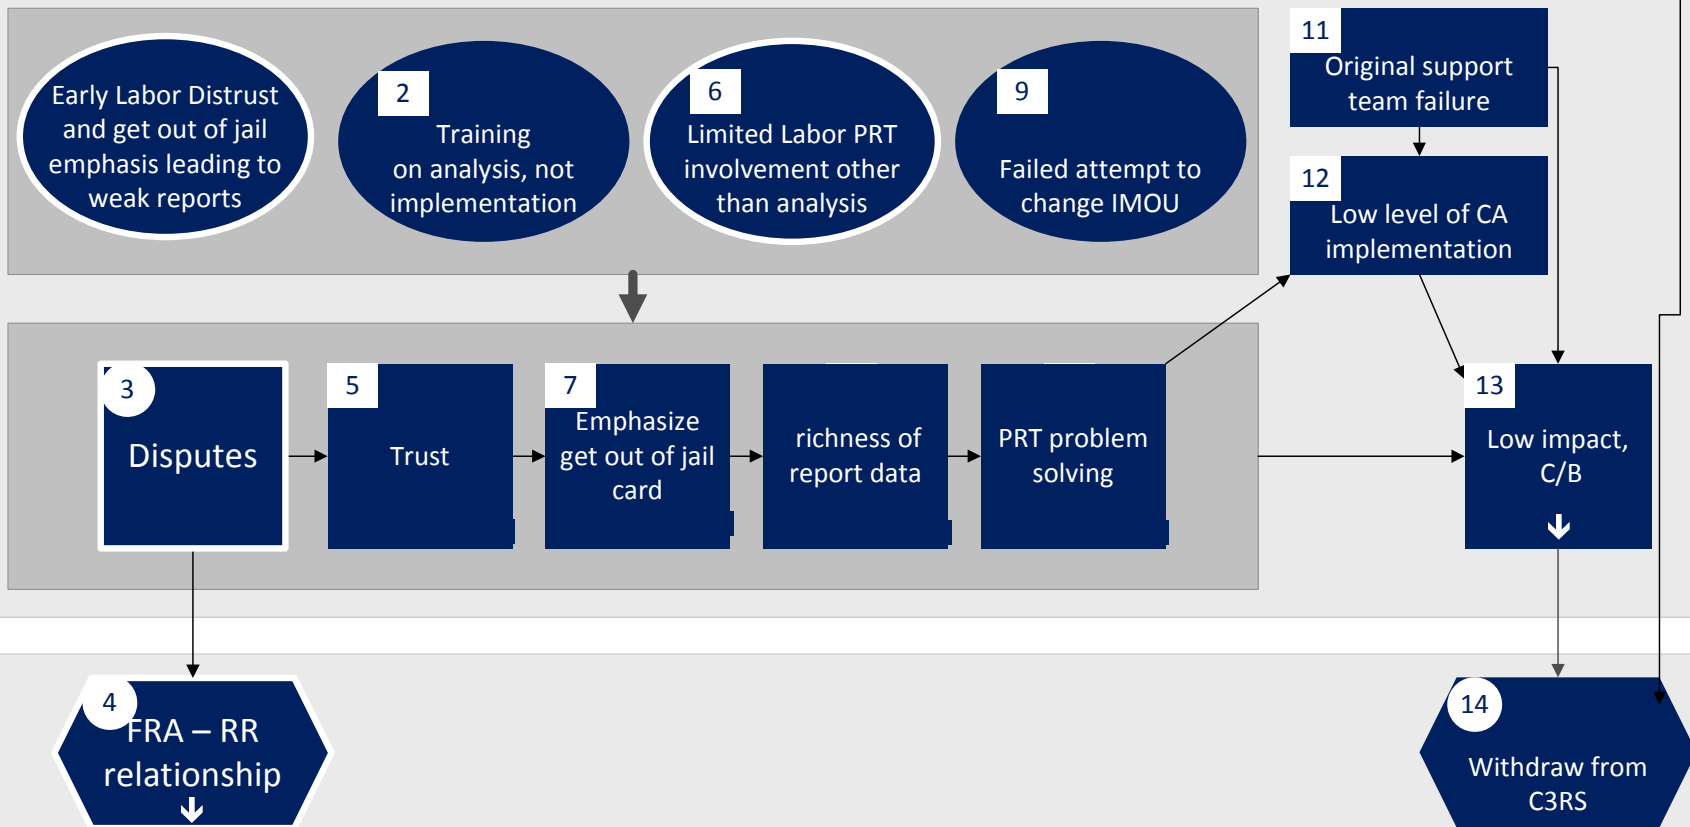 Early Labor Distrust
and get out of jail
emphasis leading to
weak reports
2
Training
on analysis, not
implementation
6
Limited Labor PRT
involvement other
than analysis
9
Failed attempt to
change IMOU
11
Original support
team failure
12
Low level of CA
implementation
3
Disputes
5
Trust
7
Emphasize
get out of jail
card
richness of
report data
PRT problem
solving
13
Low impact,
C/B
4
FRA – RR
relationship
14
Withdraw from
C3RS